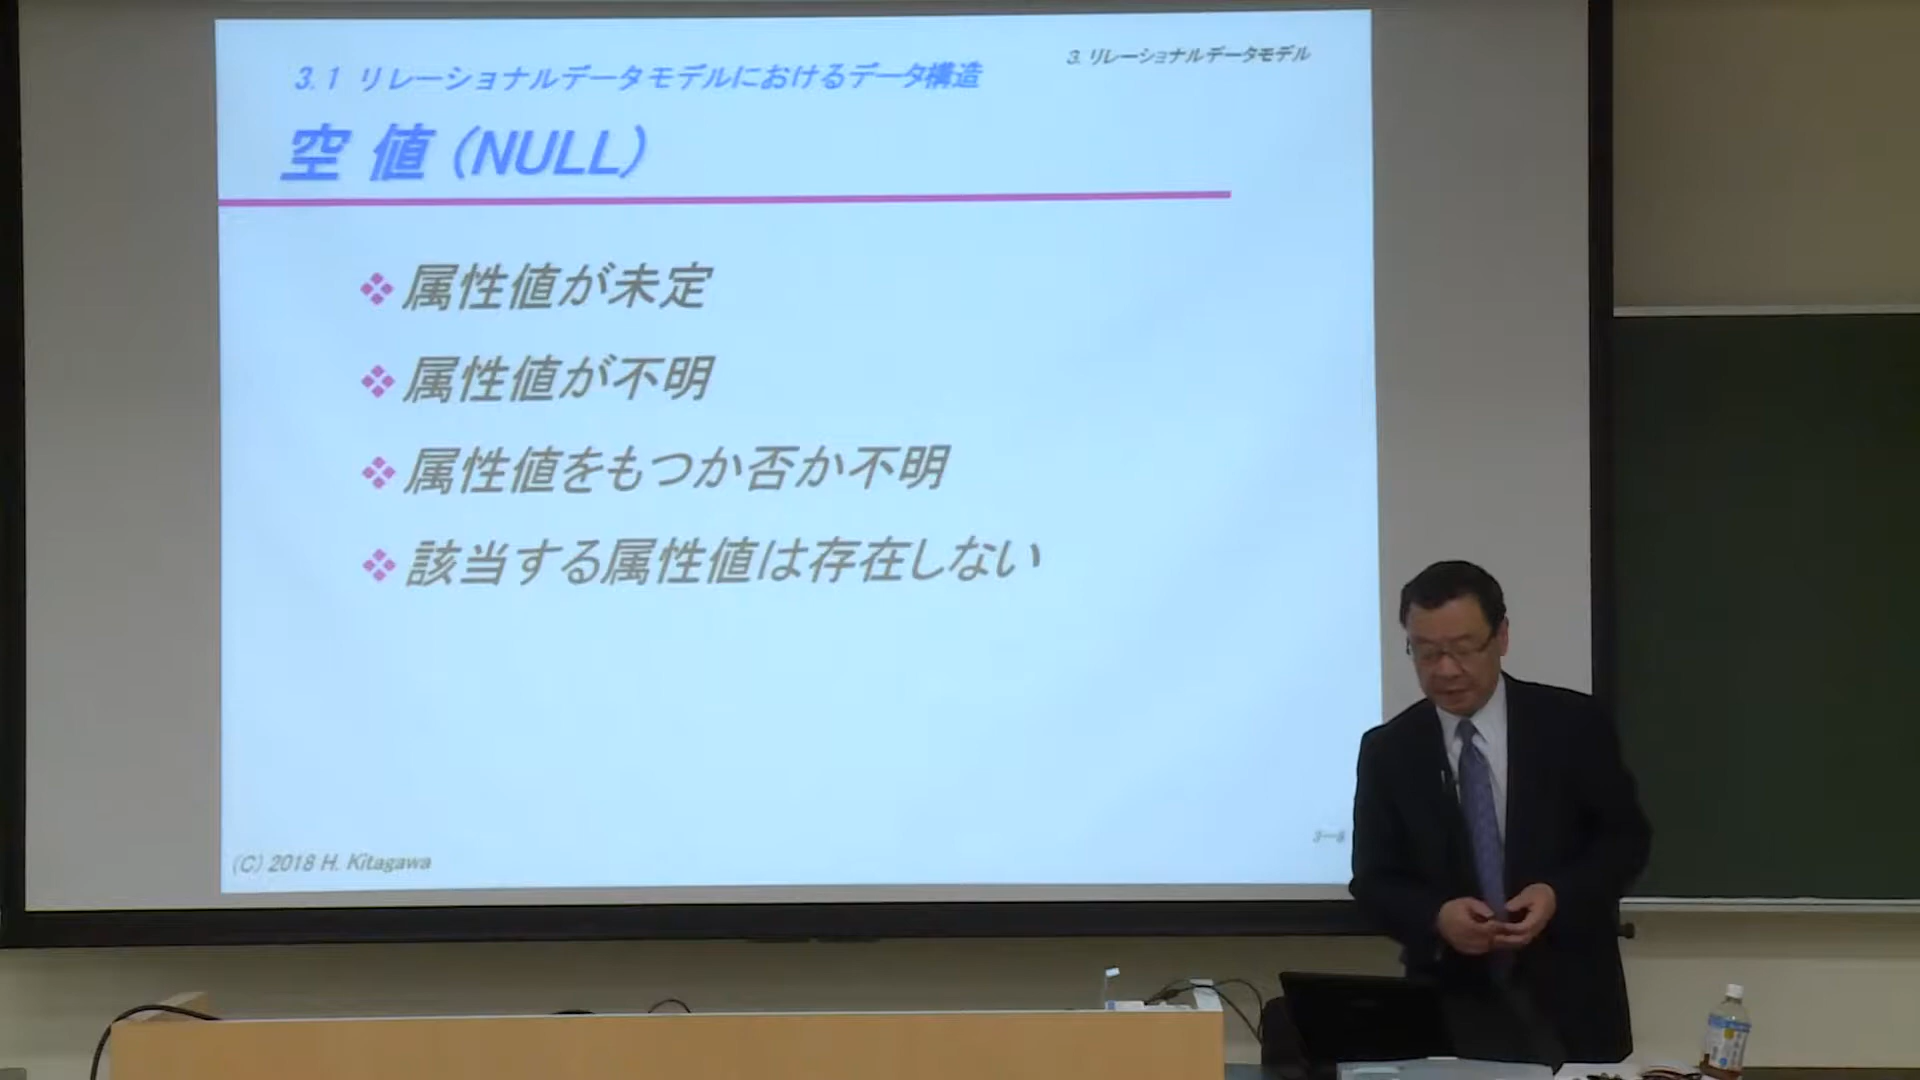 3. リレーショナルデータモデル
3.1 リレーショナルデータモデルにおけるデータ構造
空 値 (NULL)
❖ 属性値が未定
❖ 属性値が不明
❖ 属性値をもつか否か不明
❖ 該当する属性値は存在しない
(C) 2018 H. Kitagawa